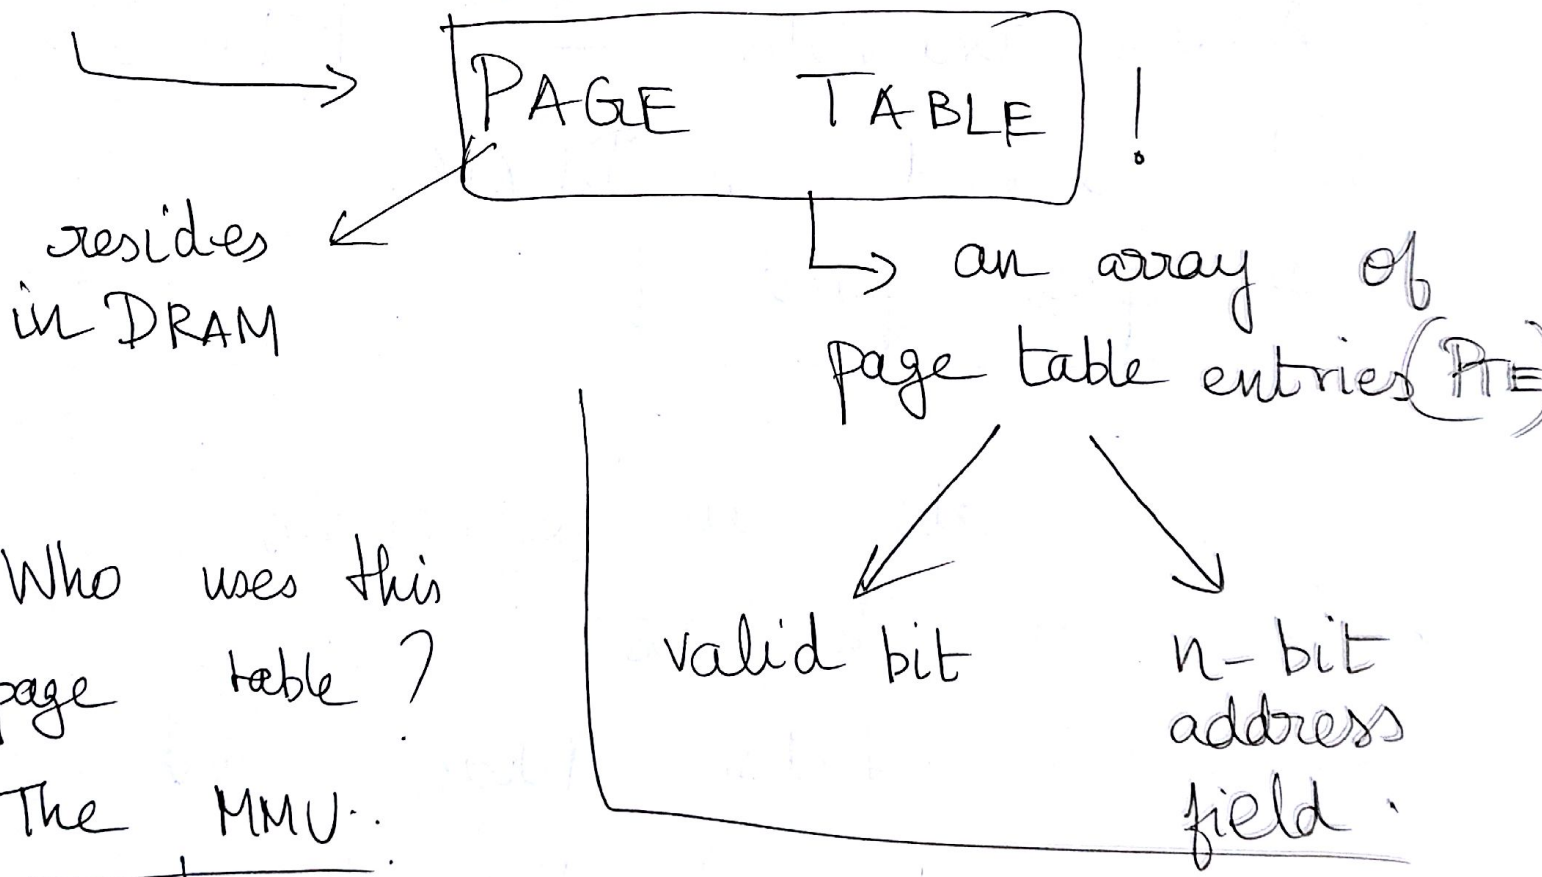 PAGE TABLE !
resides
in DRAM
an array of
page table entries (PTE)
valid bit
n-bit
address
field.
Who uses this
page table?
The MMU.